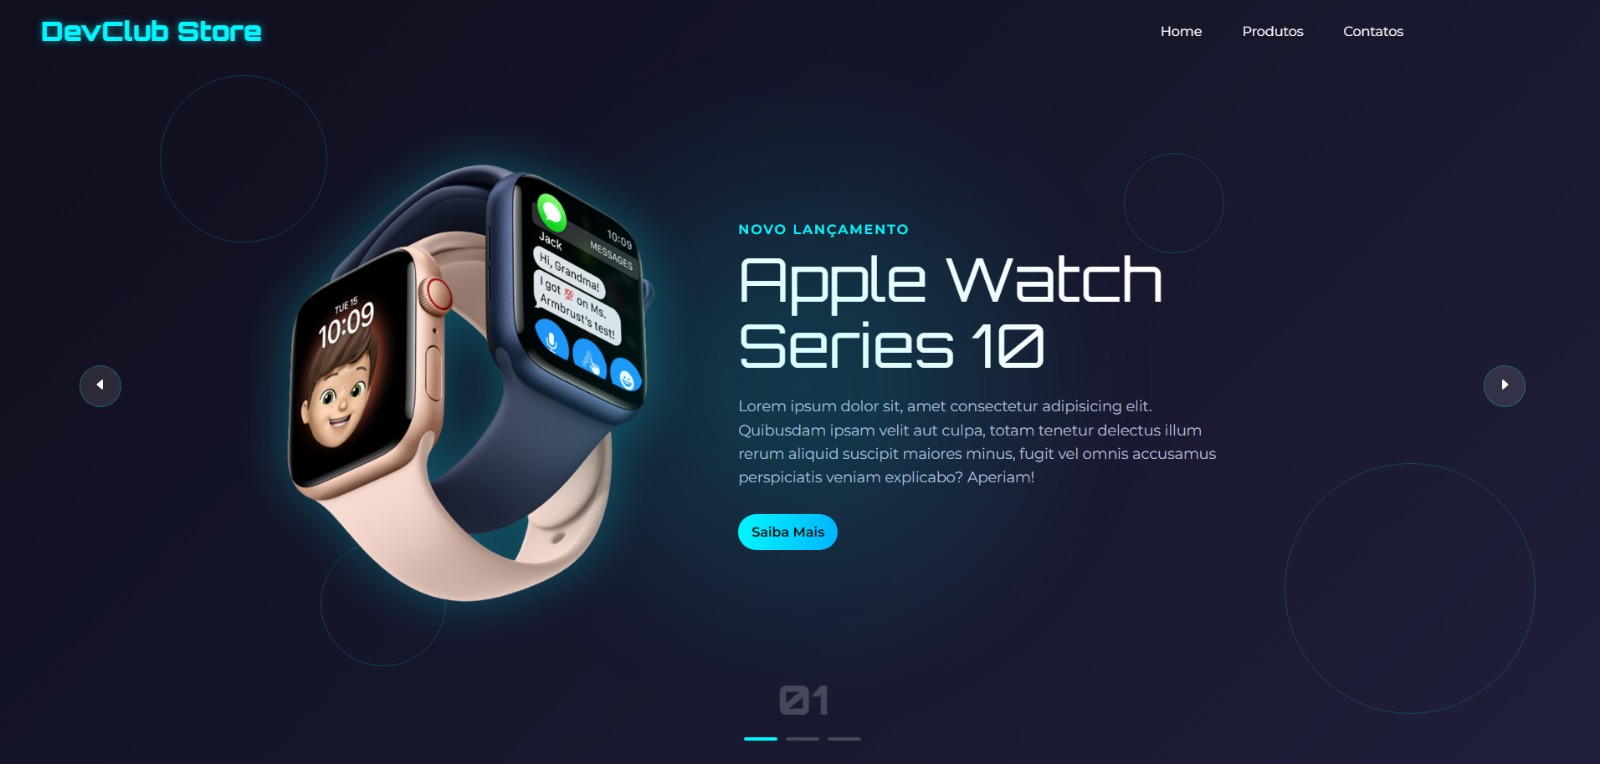 DevClub Store
Home Produtos Contatos
NOVO LANÇAMENTO
Apple Watch
Series 10
Lorem ipsum dolor sit, amet consectetur adipisicing elit.
Quibusdam ipsam velit aut culpa, totam tenetur delectus illum
rerum aliquid suscipit maiores minus, fugit vel omnis accusamus
perspiciatis veniam explicabo? Aperiam!
Saiba Mais
TUE 15
10:09
10:09
MESSAGES
Jack
Hi, Grandma!
I got 💯 on Ms.
Armbrust's test!
01